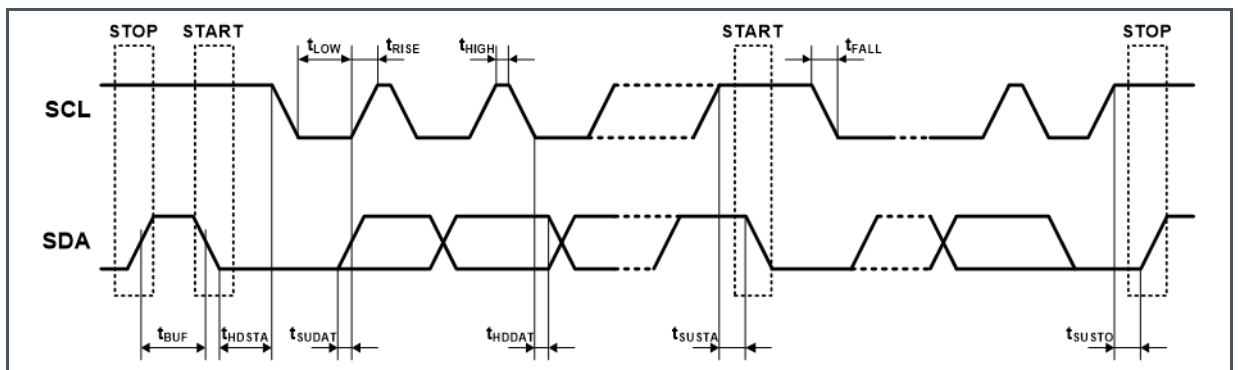 STOP START START STOP
tLOW tRISE tHIGH tFALL
SCL
SDA
tBUF tHDSTA tSUDAT tHDDAT tSUSTA tSUSTO